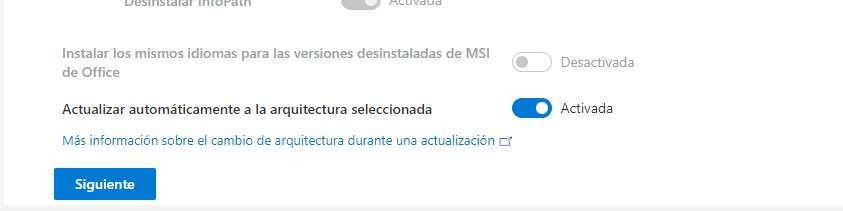 Desinstalar InfoPath Activada
Instalar los mismos idiomas para las versiones desinstaladas de MSI
de Office
Desactivada
Actualizar automáticamente a la arquitectura seleccionada Activada
Más información sobre el cambio de arquitectura durante una actualización
Siguiente